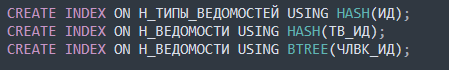 CREATE INDEX ON Н_ТИПЫ_ВЕДОМОСТЕЙ USING HASH(ИД);
CREATE INDEX ON Н_ВЕДОМОСТИ USING HASH(ТВ_ИД);
CREATE INDEX ON Н_ВЕДОМОСТИ USING BTREE(ЧЛВК_ИД);